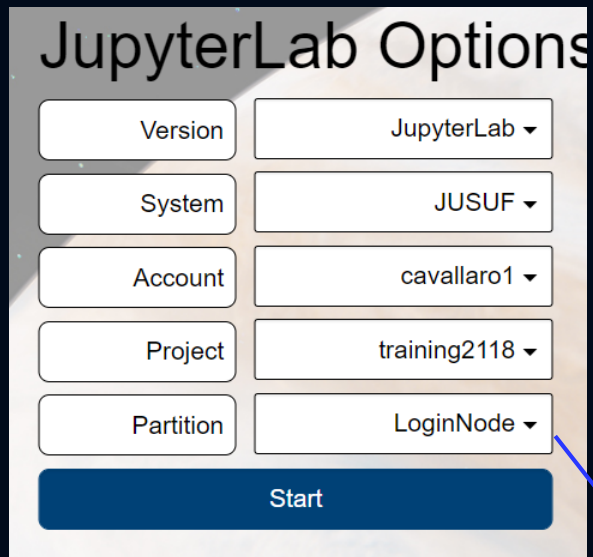 JupyterLab Options
Version JupyterLab
System JUSUF
Account cavallaro1
Project training2118
Partition LoginNode
Start